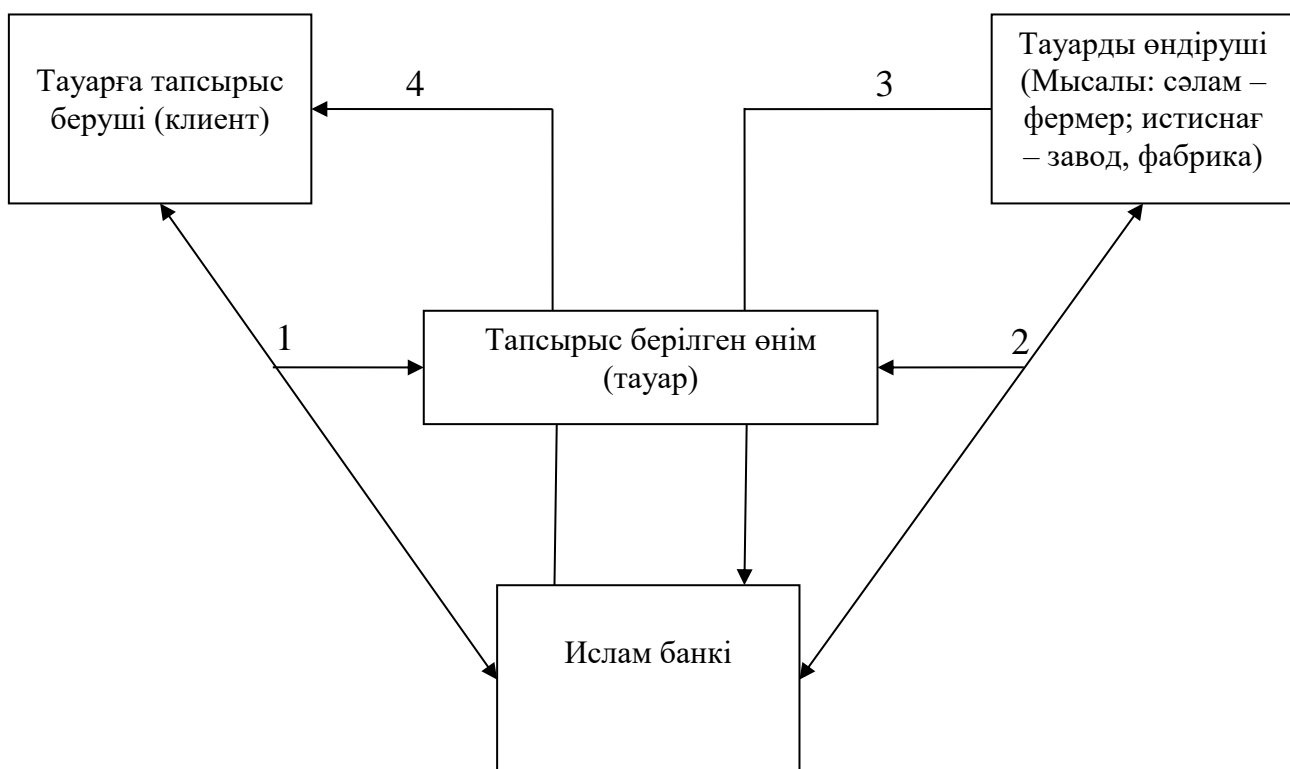 Тауарға тапсырыс
беруші (клиент)
4
3
Тауарды өндіруші
(Мысалы: сәлам –
фермер; истиснағ
– завод, фабрика)
1
Тапсырыс берілген өнім
(тауар)
2
Ислам банкі